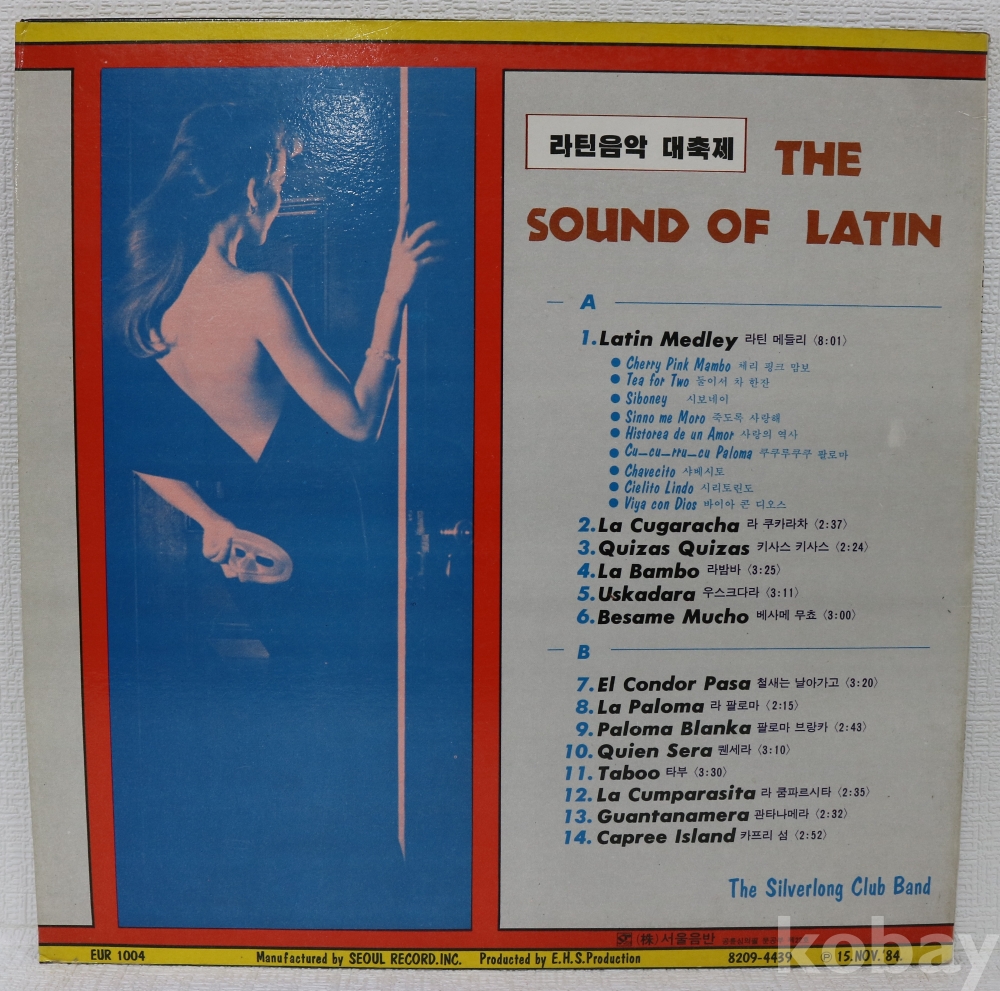 라틴음악 대축제 THE
SOUND OF LATIN
A
1. Latin Medley 라틴 메들리 〈8:01〉
● Cherry Pink Mambo 체리 핑크 맘보
● Tea for Two 둘이서 차 한잔
● Siboney 시보네이
● Sinno me Moro 죽도록 사랑해
● Historea de un Amor 사랑의 역사
● Cu—cu—rru—cu Paloma 쿠쿠루쿠쿠 팔로마
● Chavecito 샤베시토
● Cielito Lindo 시리토린도
● Viya con Dios 바이아 콘 디오스
2. La Cugaracha 라 쿠카라차 〈2:37〉
3. Quizas Quizas 키사스 키사스 〈2:24〉
4. La Bambo 라밤바 〈3:25〉
5. Uskadara 우스크다라 〈3:11〉
6. Besame Mucho 베사메 무쵸 〈3:00〉
B
7. El Condor Pasa 철새는 날아가고 〈3:20〉
8. La Paloma 라 팔로마 〈2:15〉
9. Paloma Blanka 팔로마 브랑카 〈2:43〉
10. Quien Sera 퀜세라 〈3:10〉
11. Taboo 타부 〈3:30〉
12. La Cumparasita 라 쿰파르시타 〈2:35〉
13. Guantanamera 관타나메라 〈2:32〉
14. Capree Island 카프리 섬 〈2:52〉
The Silverlong Club Band
(株)서울음반
EUR 1004 Manufactured by SEOUL RECORD.INC. Produced by E.H.S.Production 8209-4439 ℗ 15. NOV. '84.
kobay